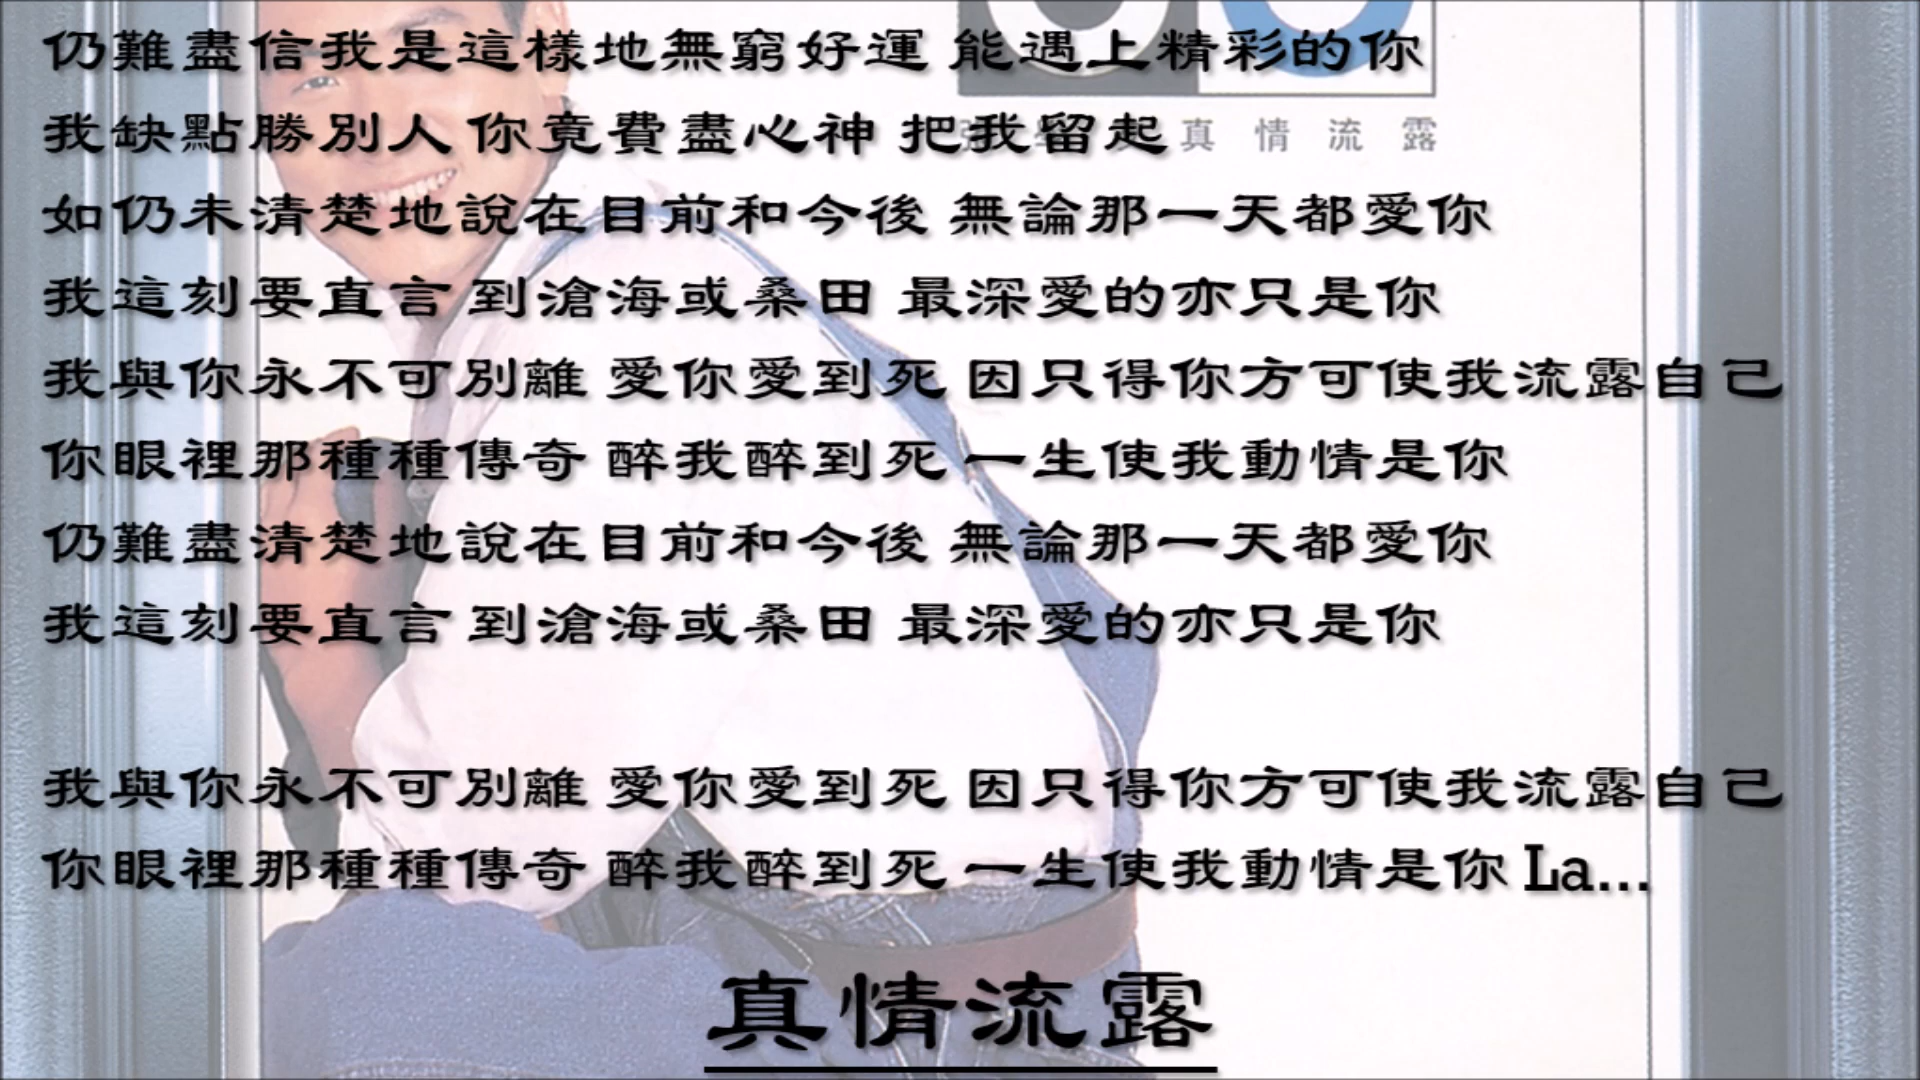 仍難盡信我是這樣地無窮好運 能遇上精彩的你
我缺點勝別人 你竟費盡心神 把我留起
真情流露
如仍未清楚地說在目前和今後 無論那一天都愛你
我這刻要直言 到滄海或桑田 最深愛的亦只是你
我與你永不可別離 愛你愛到死 因只得你方可使我流露自己
你眼裡那種種傳奇 醉我醉到死 一生使我動情是你
仍難盡清楚地說在目前和今後 無論那一天都愛你
我這刻要直言 到滄海或桑田 最深愛的亦只是你
我與你永不可別離 愛你愛到死 因只得你方可使我流露自己
你眼裡那種種傳奇 醉我醉到死 一生使我動情是你 La...
真情流露